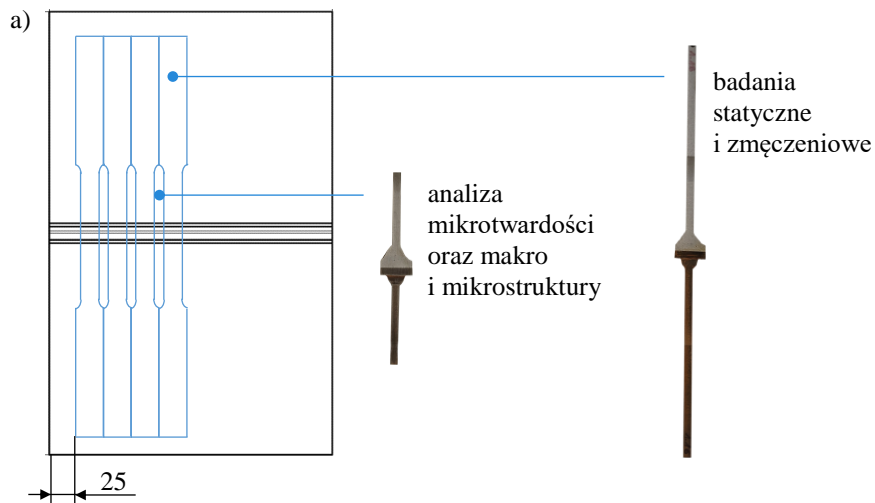 a)
badania
statyczne
i zmęczeniowe
analiza
mikrotwardości
oraz makro
i mikrostruktury
25